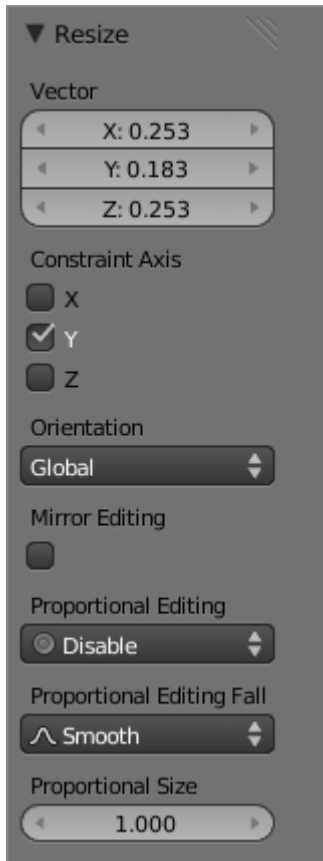 Resize
Vector
X: 0.253
Y: 0.183
Z: 0.253
Constraint Axis
X
Y
Z
Orientation
Global
Mirror Editing
Proportional Editing
Disable
Proportional Editing Fall
Smooth
Proportional Size
1.000